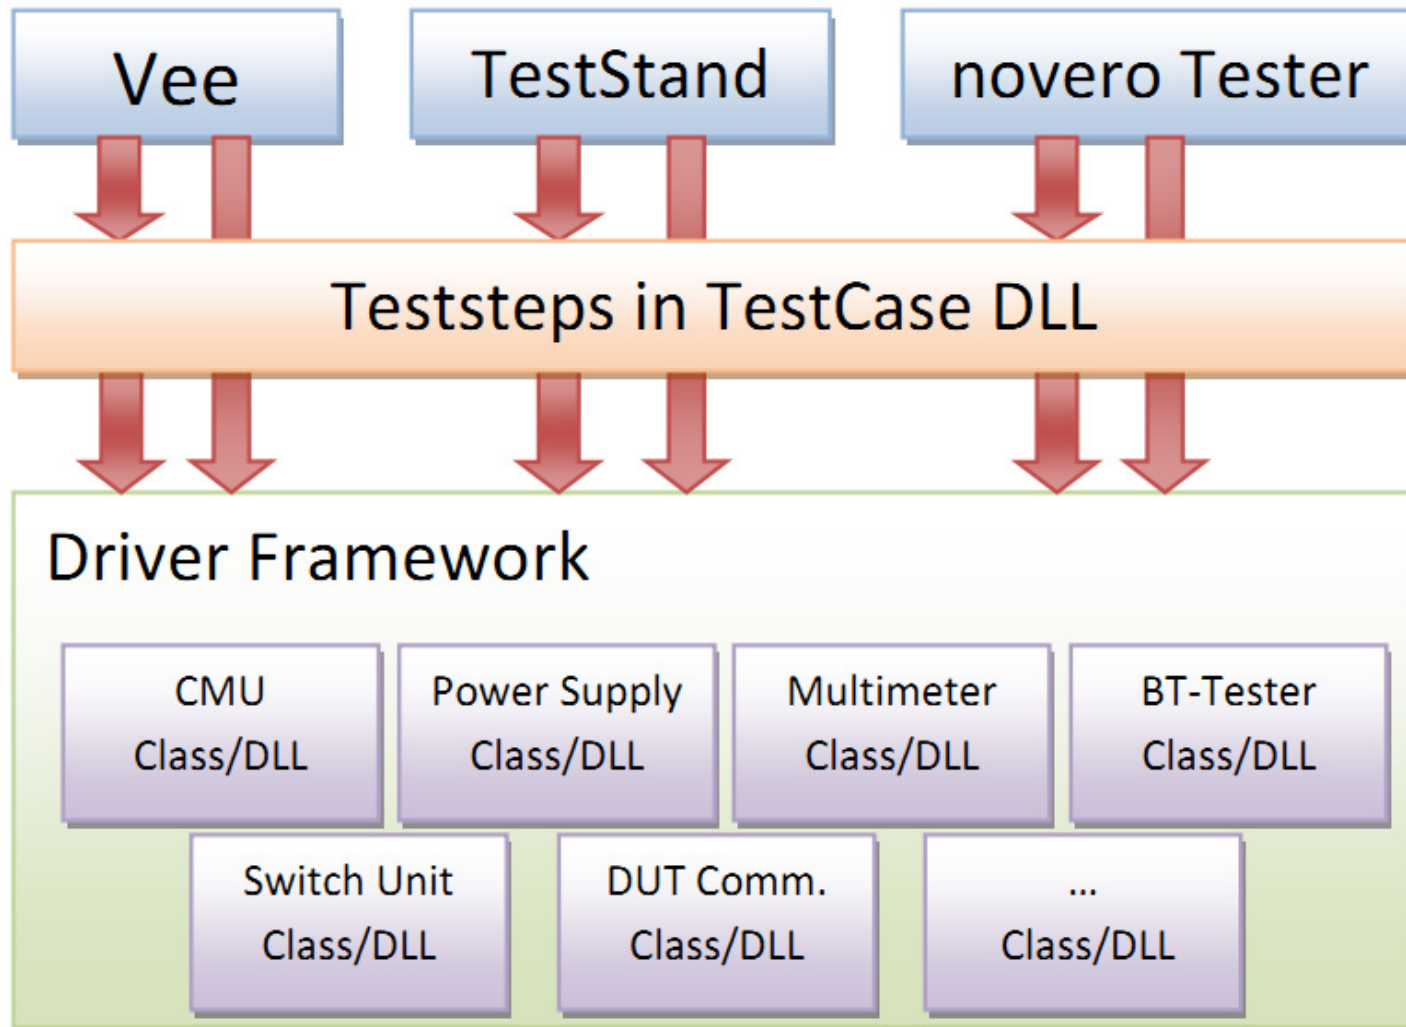 Vee
TestStand
novero Tester
Teststeps in TestCase DLL
Driver Framework
CMU
Class/DLL
Power Supply
Class/DLL
Multimeter
Class/DLL
BT-Tester
Class/DLL
Switch Unit
Class/DLL
DUT Comm.
Class/DLL
...
Class/DLL